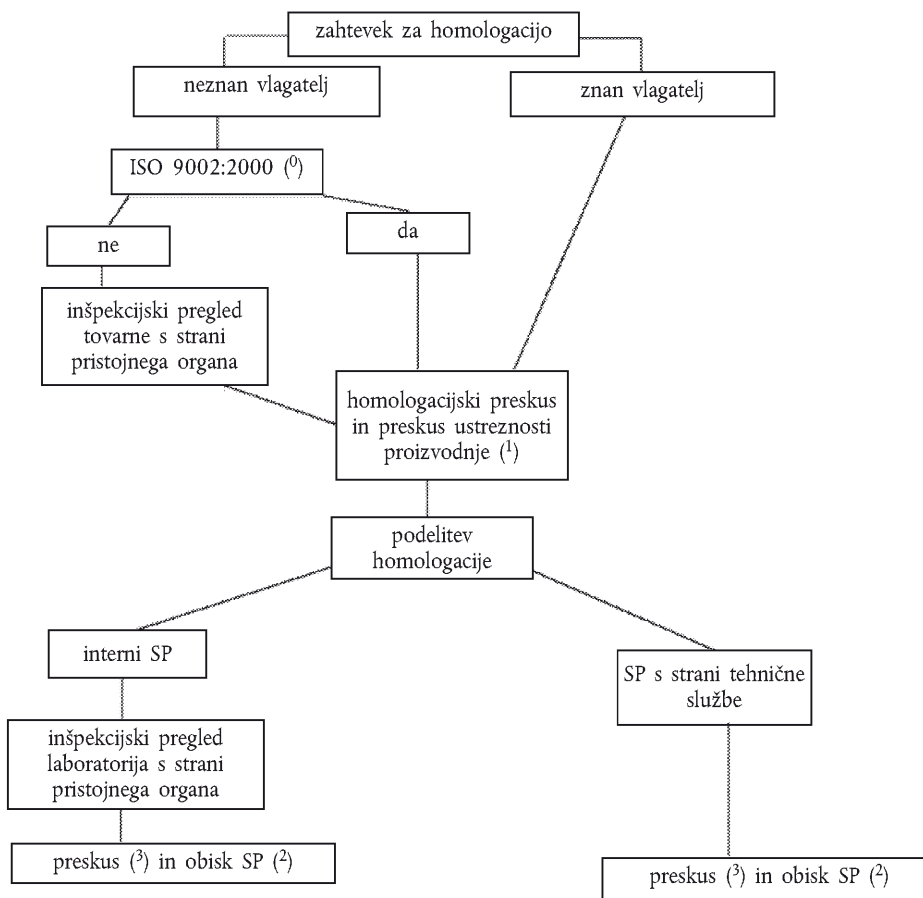 zahtevek za homologacijo
neznan vlagatelj
znan vlagatelj
ISO 9002:2000 (⁰)
ne
da
inšpekcijski pregled
tovarne s strani
pristojnega organa
homologacijski preskus
in preskus ustreznosti
proizvodnje (¹)
podelitev
homologacije
interni SP
SP s strani tehnične
službe
inšpekcijski pregled
laboratorija s strani
pristojnega organa
preskus (³) in obisk SP (²)
preskus (³) in obisk SP (²)